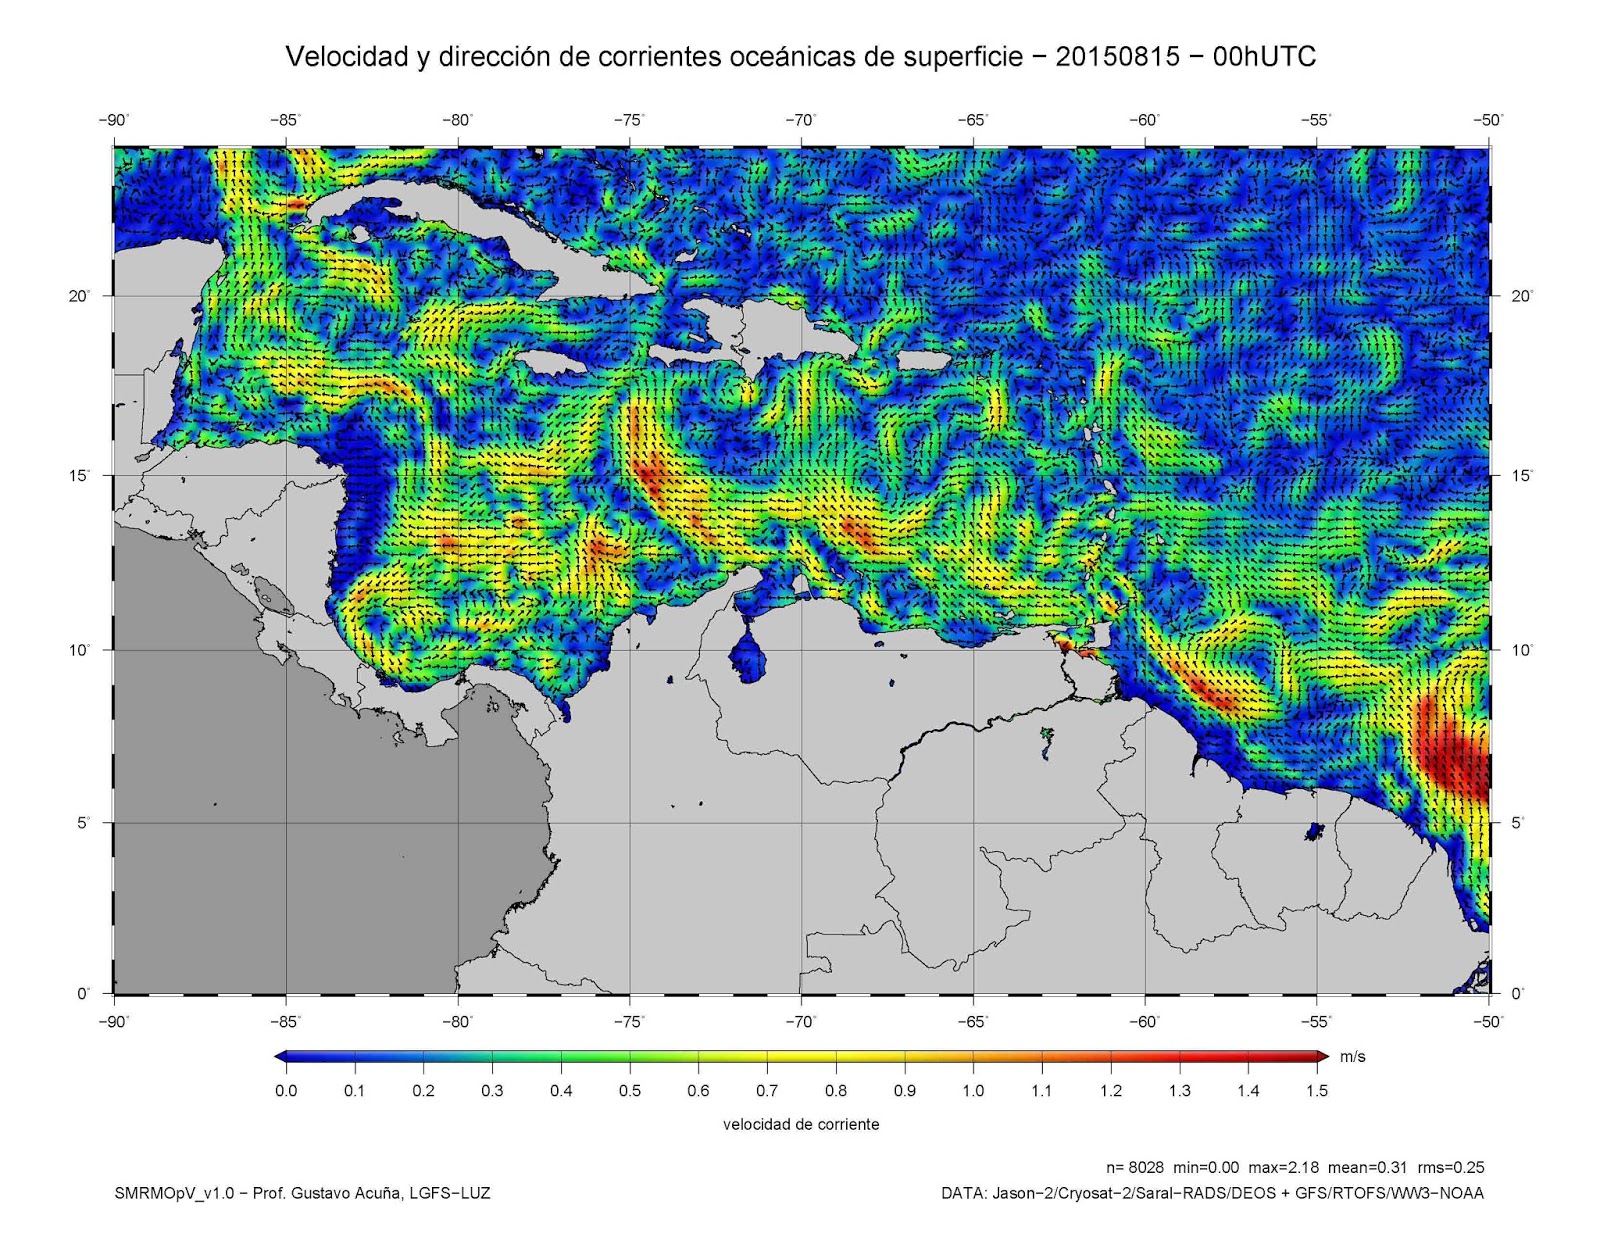 Velocidad y dirección de corrientes oceánicas de superficie − 20150815 − 00hUTC
−90° −85° −80° −75° −70° −65° −60° −55° −50°
20° 20°
15° 15°
10° 10°
5° 5°
0° 0°
−90° −85° −80° −75° −70° −65° −60° −55° −50°
m/s
0.0 0.1 0.2 0.3 0.4 0.5 0.6 0.7 0.8 0.9 1.0 1.1 1.2 1.3 1.4 1.5
velocidad de corriente
n= 8028 min=0.00 max=2.18 mean=0.31 rms=0.25
SMRMOpV_v1.0 − Prof. Gustavo Acuña, LGFS−LUZ
DATA: Jason−2/Cryosat−2/Saral−RADS/DEOS + GFS/RTOFS/WW3−NOAA